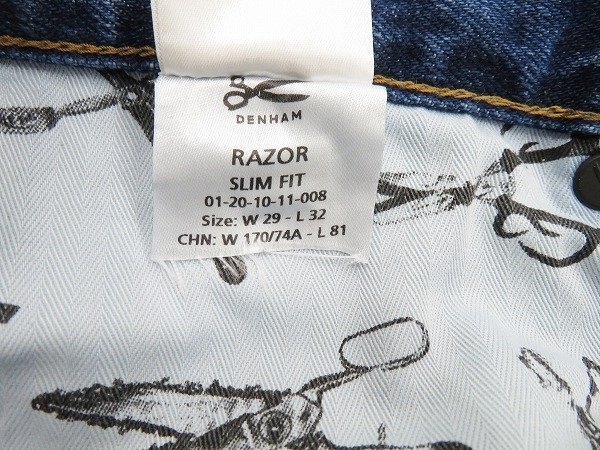 DENHAM
RAZOR
SLIM FIT
01-20-10-11-008
Size: W 29 - L 32
CHN: W 170/74A - L 81